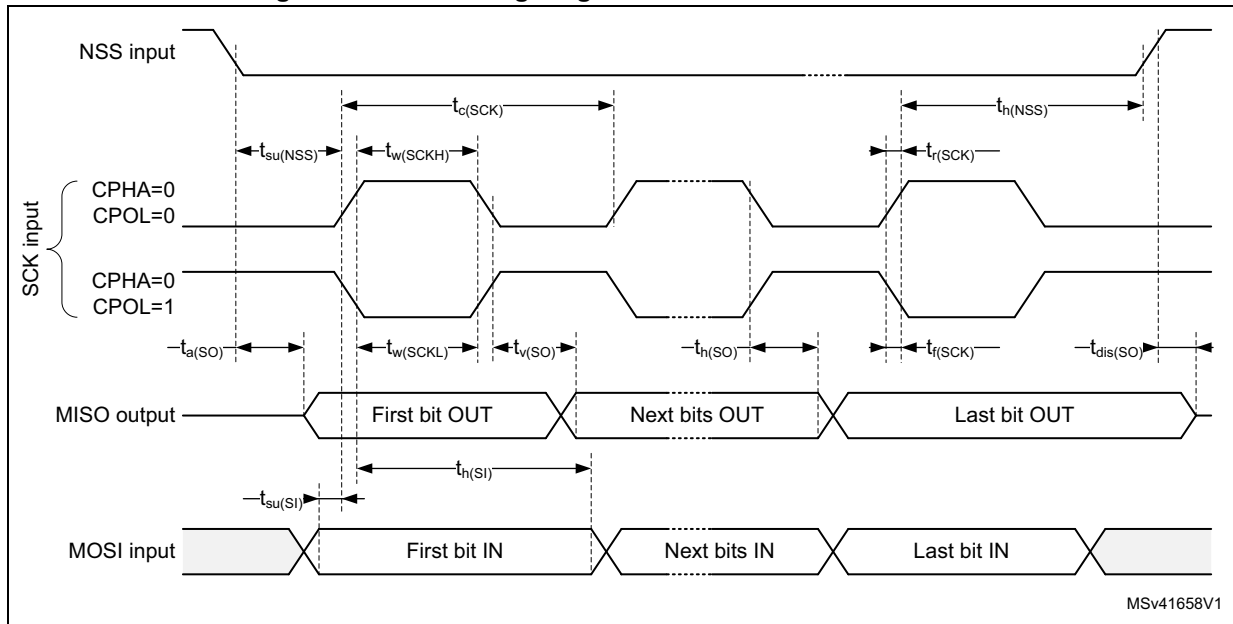 NSS input
tc(SCK)
th(NSS)
tsu(NSS)
tw(SCKH)
tr(SCK)
SCK input
CPHA=0
CPOL=0
CPHA=0
CPOL=1
ta(SO)
tw(SCKL)
tv(SO)
th(SO)
tf(SCK)
tdis(SO)
MISO output
First bit OUT
Next bits OUT
Last bit OUT
th(SI)
tsu(SI)
MOSI input
First bit IN
Next bits IN
Last bit IN
MSv41658V1